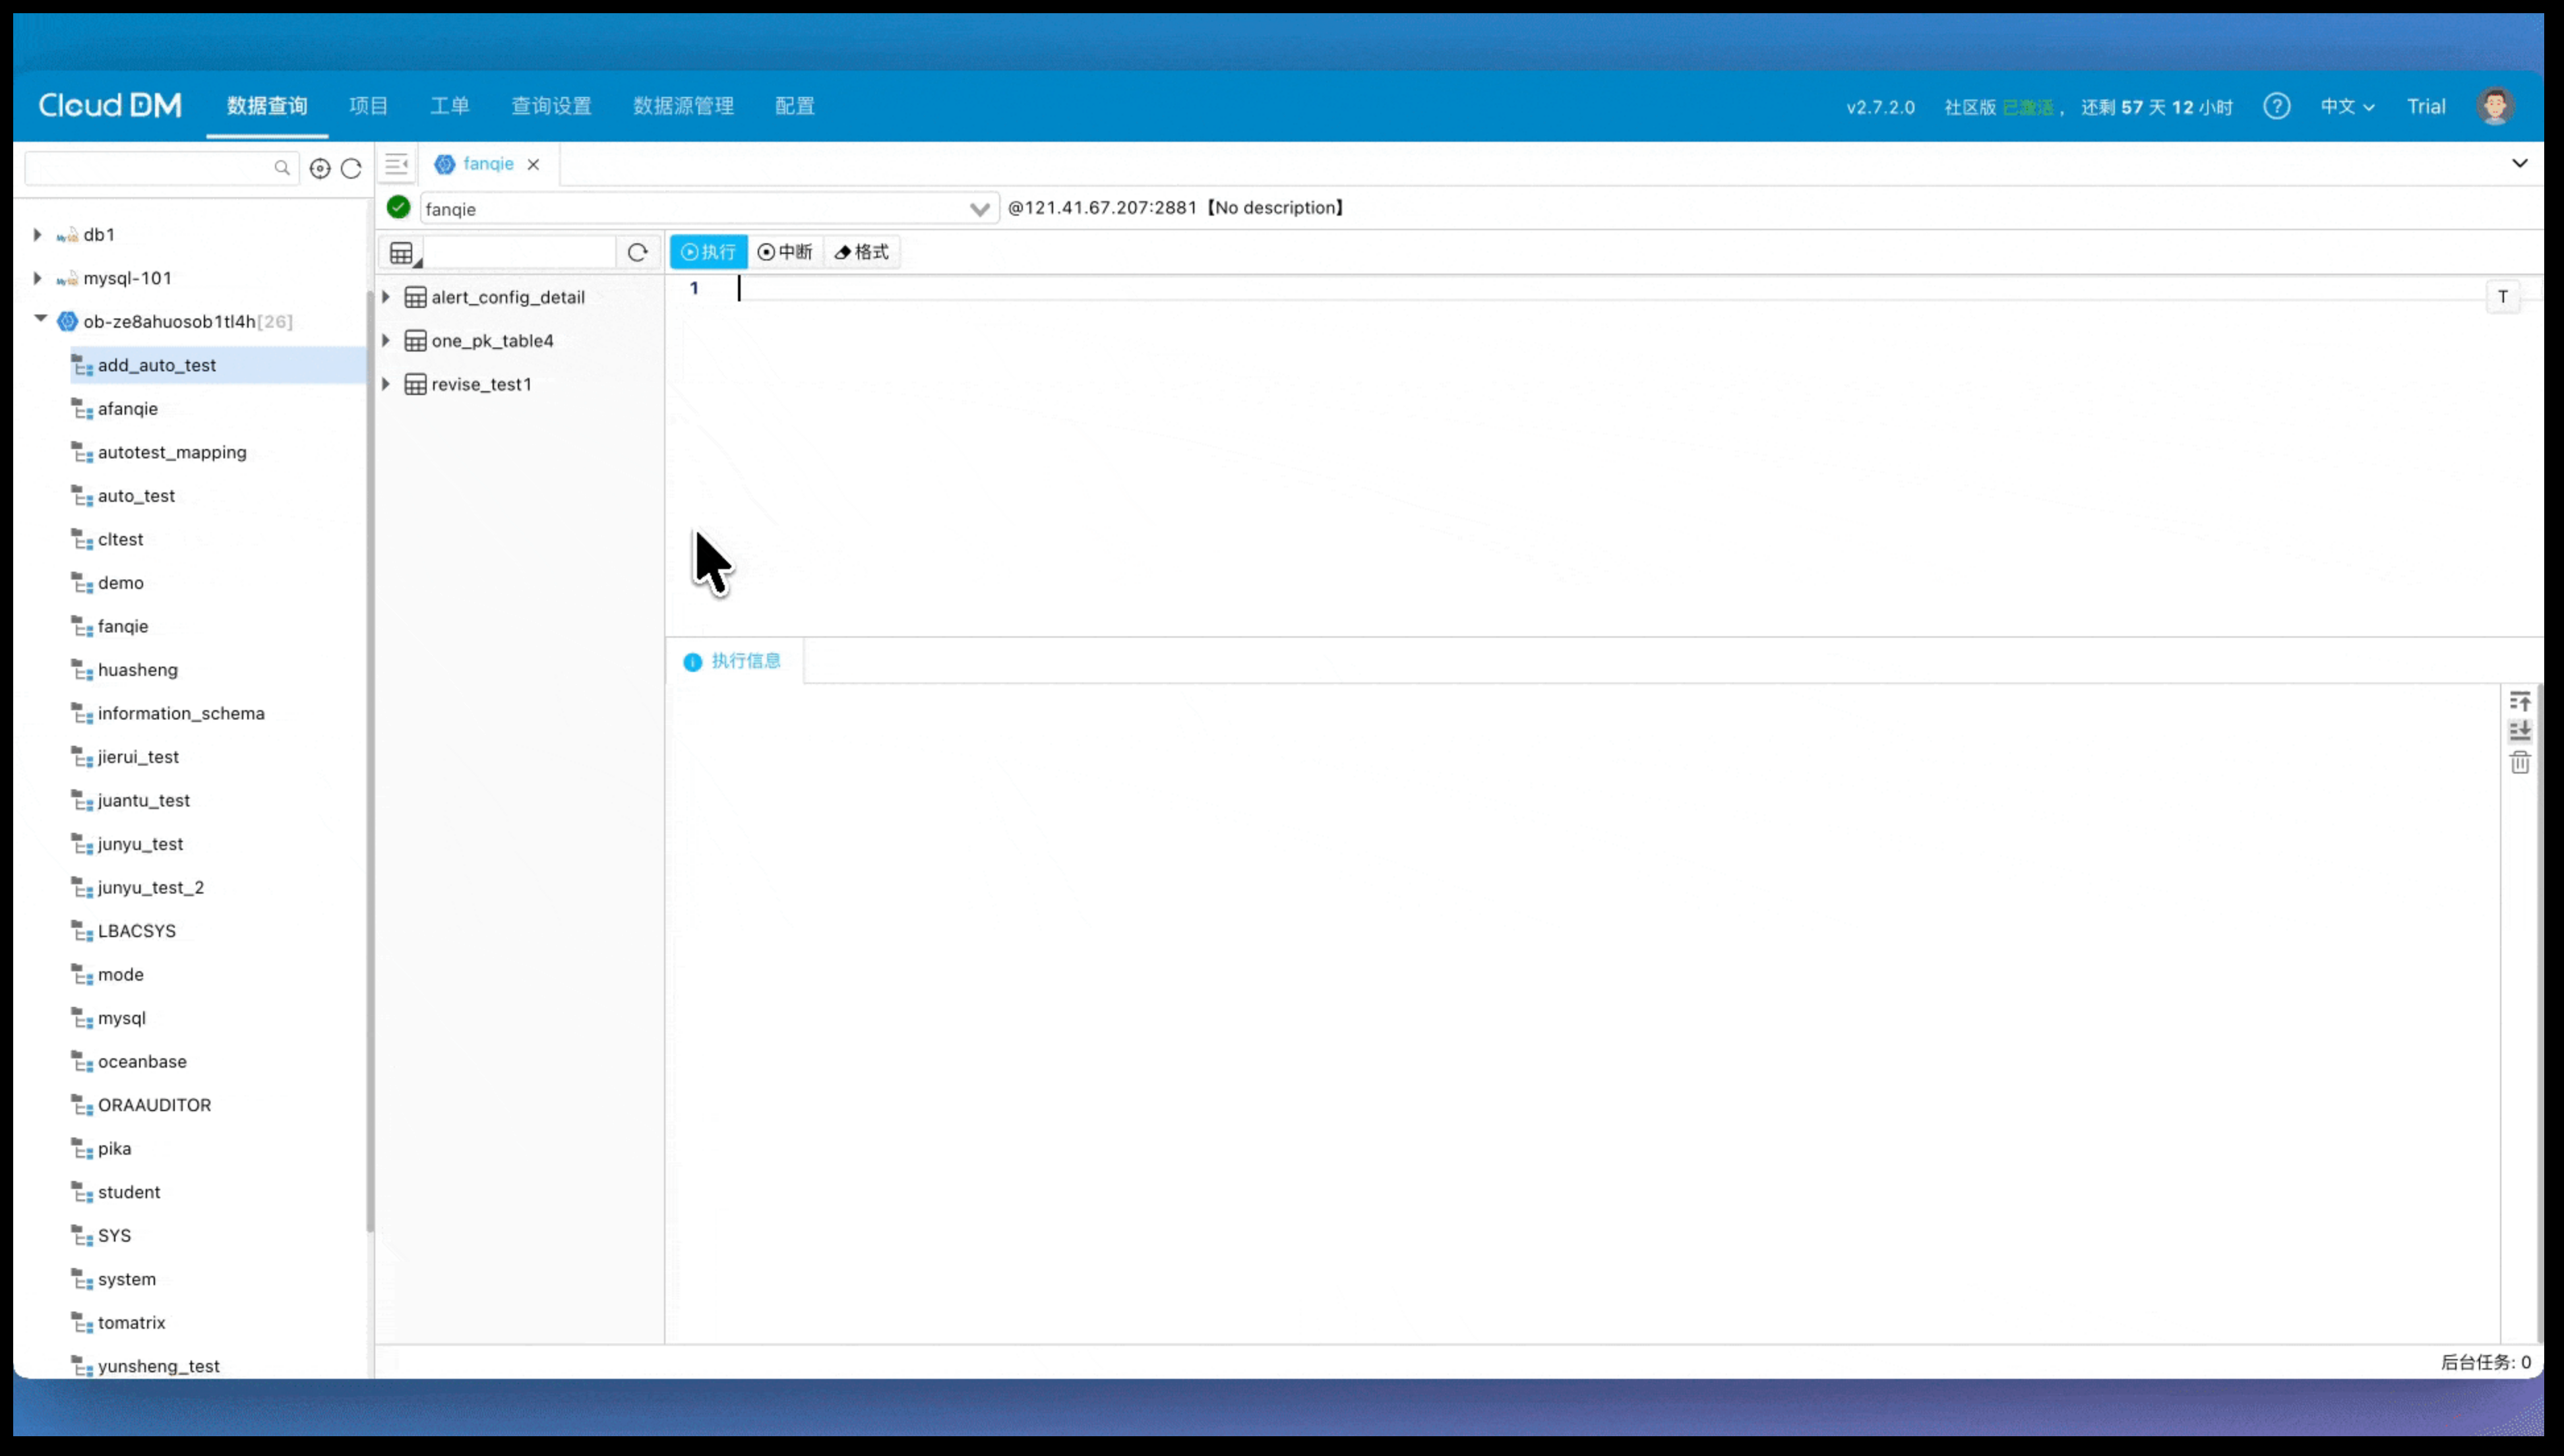 Cloud DM 数据查询 项目 工单 查询设置 数据源管理 配置 v2.7.2.0 社区版 已激活， 还剩 57 天 12 小时 ? 中文 Trial
fanqie
fanqie @121.41.67.207:2881【No description】
执行 中断 格式
db1
mysql-101
ob-ze8ahuosob1tl4h[26]
add_auto_test
afanqie
autotest_mapping
auto_test
cltest
demo
fanqie
huasheng
information_schema
jierui_test
juantu_test
junyu_test
junyu_test_2
LBACSYS
mode
mysql
oceanbase
ORAAUDITOR
pika
student
SYS
system
tomatrix
yunsheng_test
alert_config_detail
one_pk_table4
revise_test1
1
T
执行信息
后台任务: 0